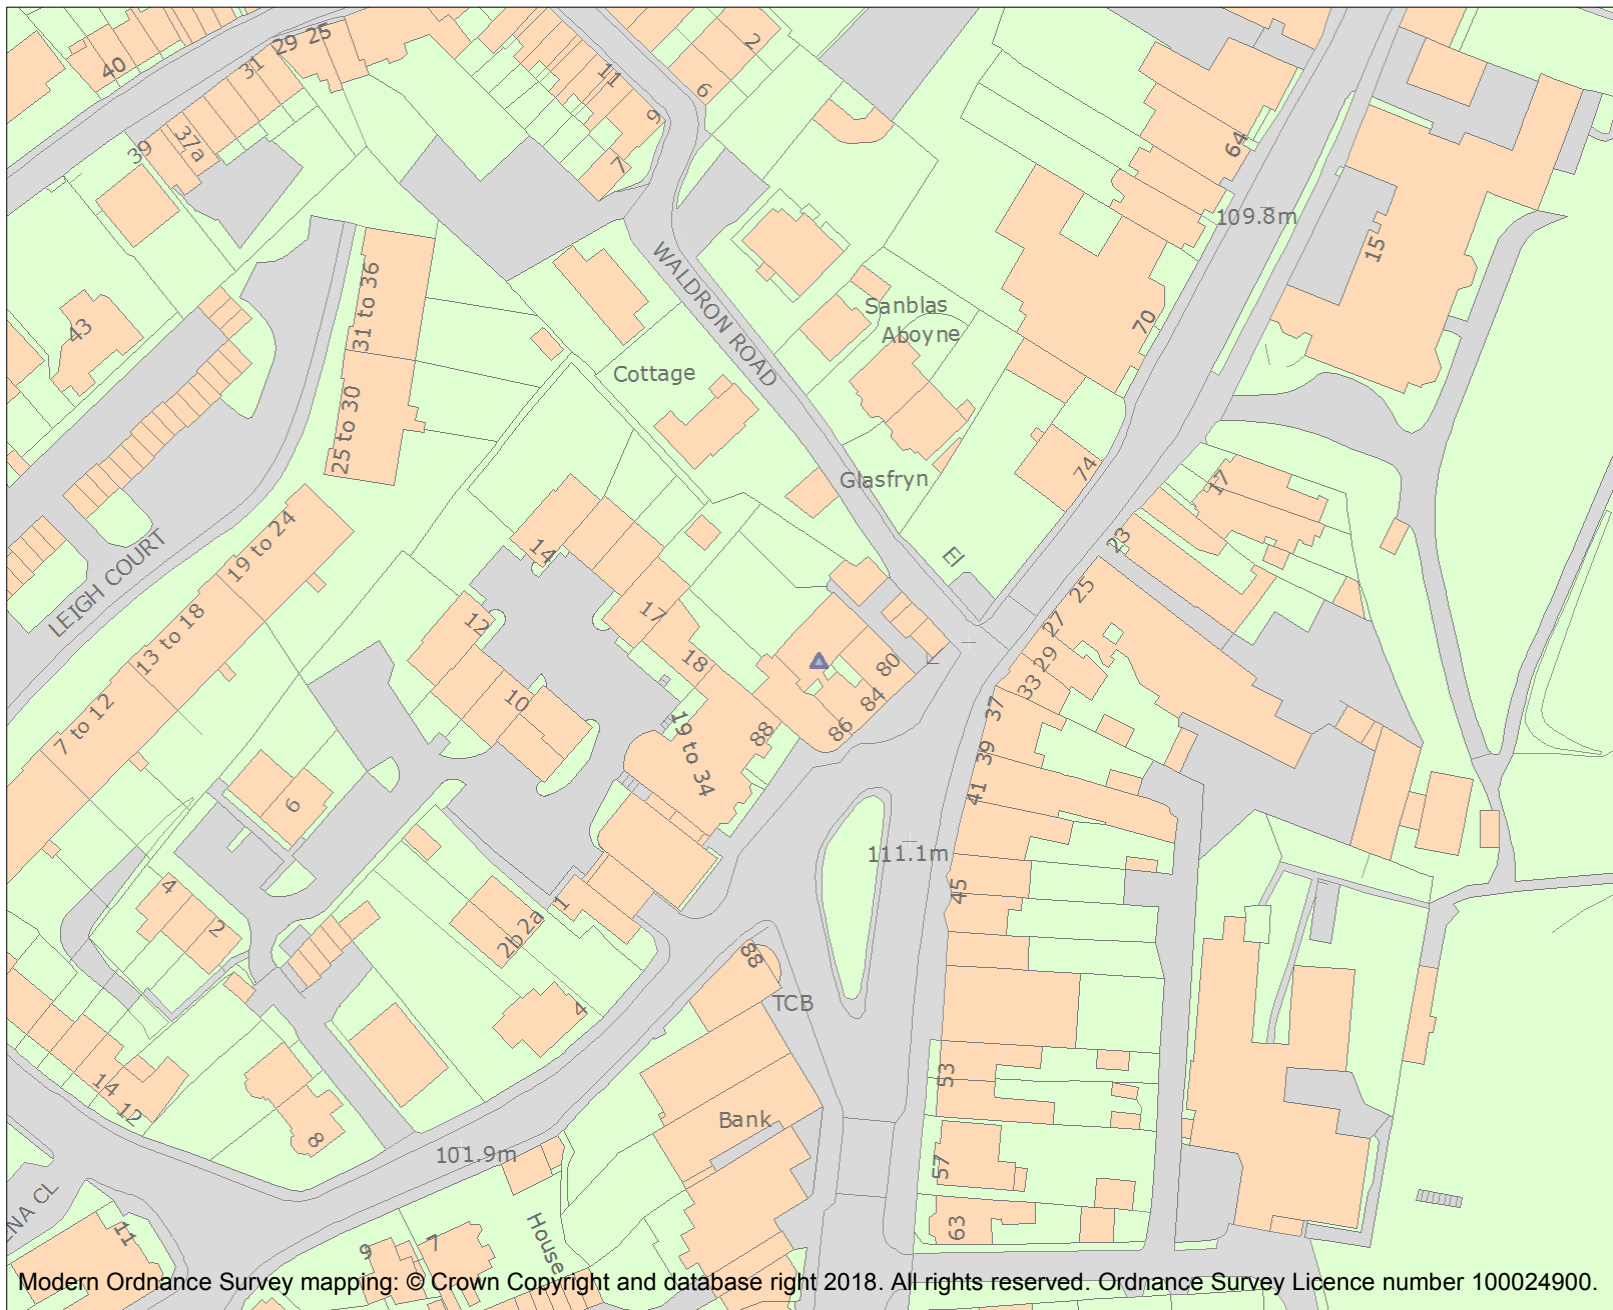 40
29
25
31
37a
39
11
9
7
2
6
64
109.8m
15
WALDRON ROAD
31 to 36
43
Sanblas
Aboyne
70
Cottage
25 to 30
74
17
Glasfryn
19 to 24
LEIGH COURT
14
El
23
25
13 to 18
12
17
27
29
18
80
33
7 to 12
10
84
37
19 to 34
88
86
39
41
6
111.1m
45
4
2
1
2a
2b
88
4
TCB
53
14
12
Bank
8
101.9m
57
ENA CL
11
House
63
9
7
Modern Ordnance Survey mapping: © Crown Copyright and database right 2018. All rights reserved. Ordnance Survey Licence number 100024900.